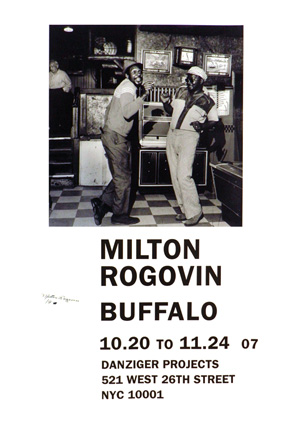 MILTON
ROGOVIN
BUFFALO
10.20 TO 11.24 07
DANZIGER PROJECTS
521 WEST 26TH STREET
NYC 10001